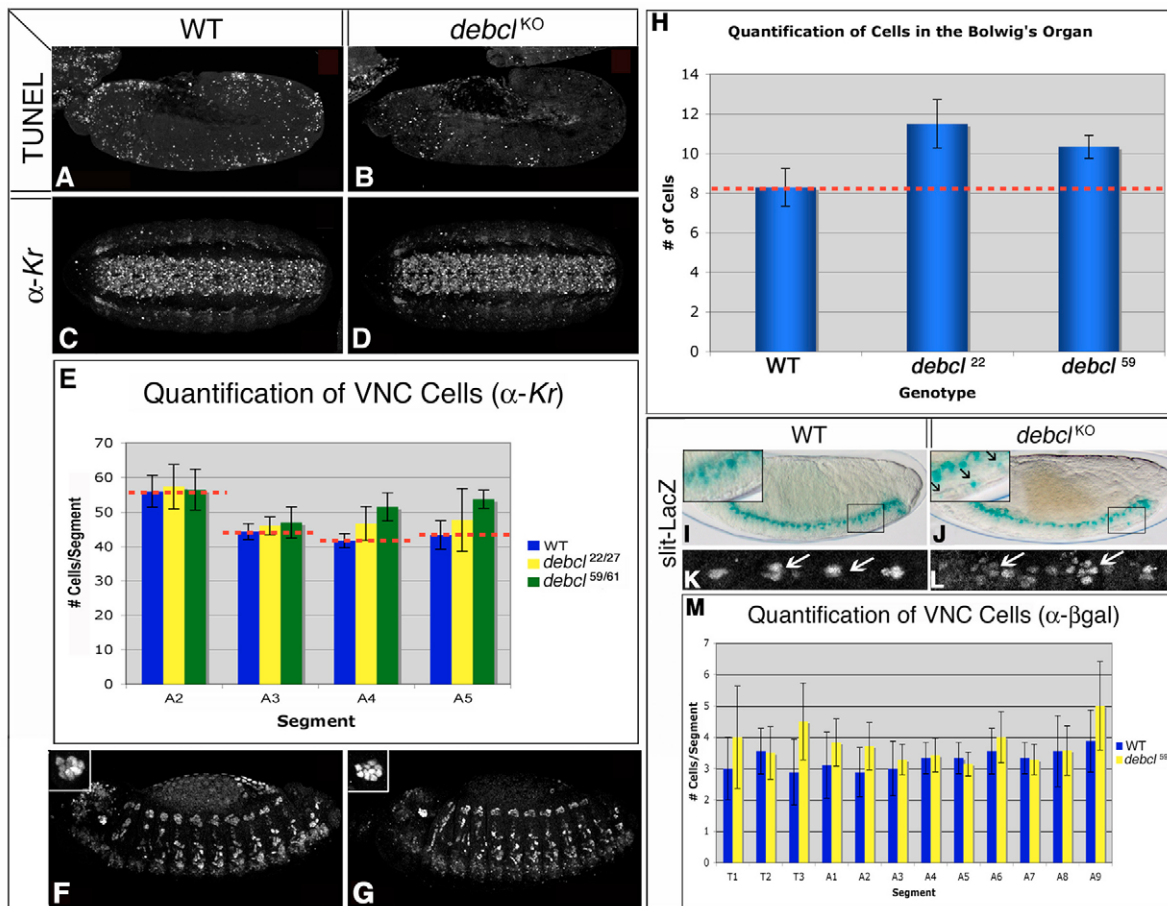 WT
debcl KO
TUNEL
A
B
α-Kr
C
D
E
Quantification of VNC Cells (α-Kr)
# Cells/Segment
70
60
50
40
30
20
10
0
A2
A3
A4
A5
Segment
WT
debcl 22/27
debcl 59/61
F
G
H
Quantification of Cells in the Bolwig's Organ
# of Cells
14
12
10
8
6
4
2
0
WT
debcl 22
debcl 59
Genotype
WT
debcl KO
slit-LacZ
I
J
K
L
M
Quantification of VNC Cells (α-βgal)
# Cells/Segment
7
6
5
4
3
2
1
0
T1
T2
T3
A1
A2
A3
A4
A5
A6
A7
A8
A9
Segment
WT
debcl 59